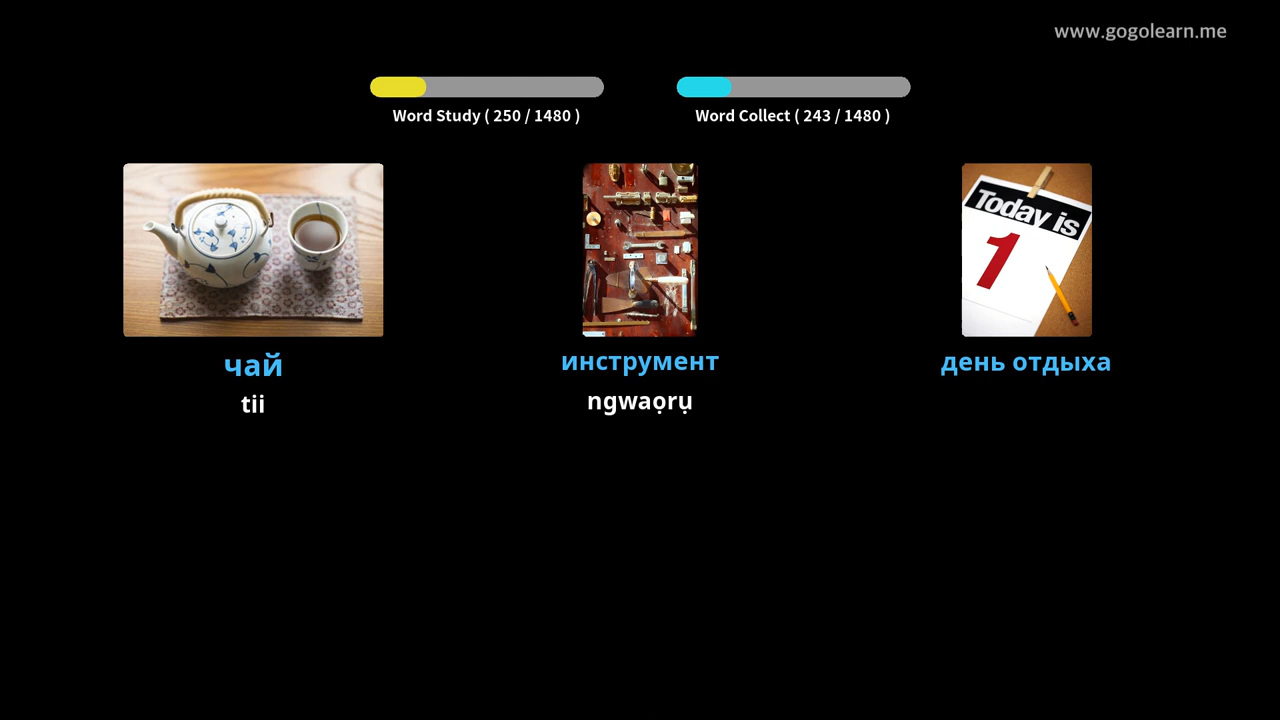 www.gogolearn.me
Word Study ( 250 / 1480 )
Word Collect ( 243 / 1480 )
Today is
1
чай
tii
инструмент
ngwaọrụ
день отдыха